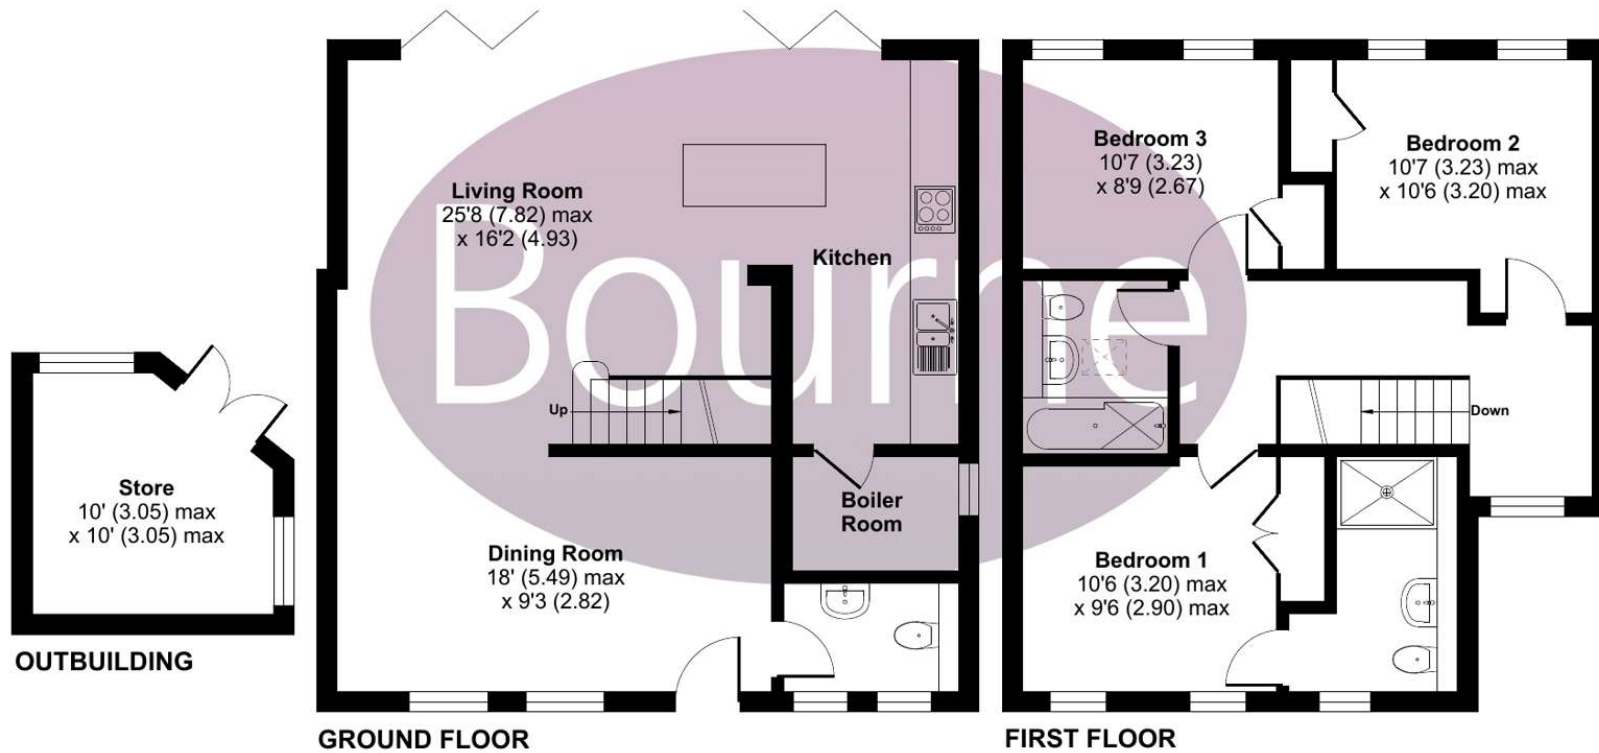 Bourne
Living Room
25'8 (7.82) max
x 16'2 (4.93)
Kitchen
Up
Boiler
Room
Dining Room
18' (5.49) max
x 9'3 (2.82)
GROUND FLOOR
Store
10' (3.05) max
x 10' (3.05) max
OUTBUILDING
Bedroom 3
10'7 (3.23)
x 8'9 (2.67)
Bedroom 2
10'7 (3.23) max
x 10'6 (3.20) max
Down
Bedroom 1
10'6 (3.20) max
x 9'6 (2.90) max
FIRST FLOOR